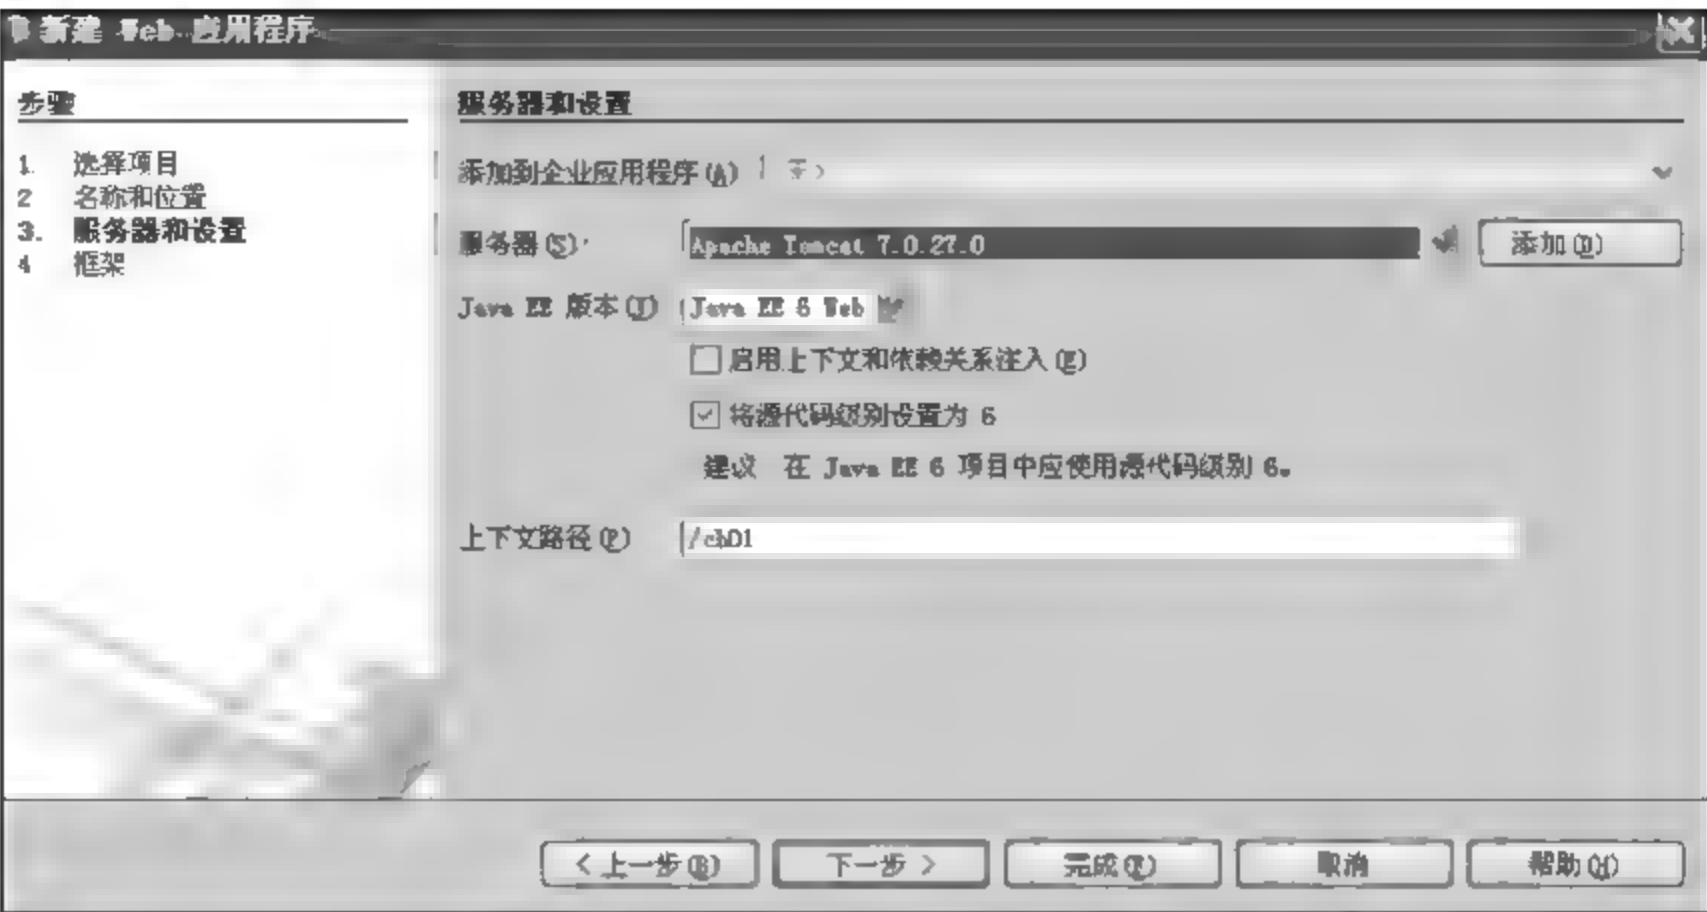 新建 Web 应用程序
步骤
1. 选择项目
2 名称和位置
3. 服务器和设置
4 框架
服务器和设置
添加到企业应用程序(A)
服务器(S):
Apache Tomcat 7.0.27.0
添加(D)
Java EE 版本(J)
Java EE 6 Web
启用上下文和依赖关系注入(E)
将源代码级别设置为 6
建议 在 Java EE 6 项目中应使用源代码级别 6。
上下文路径(P)
/ch01
< 上一步(B)
下一步 >
完成(F)
取消
帮助(H)